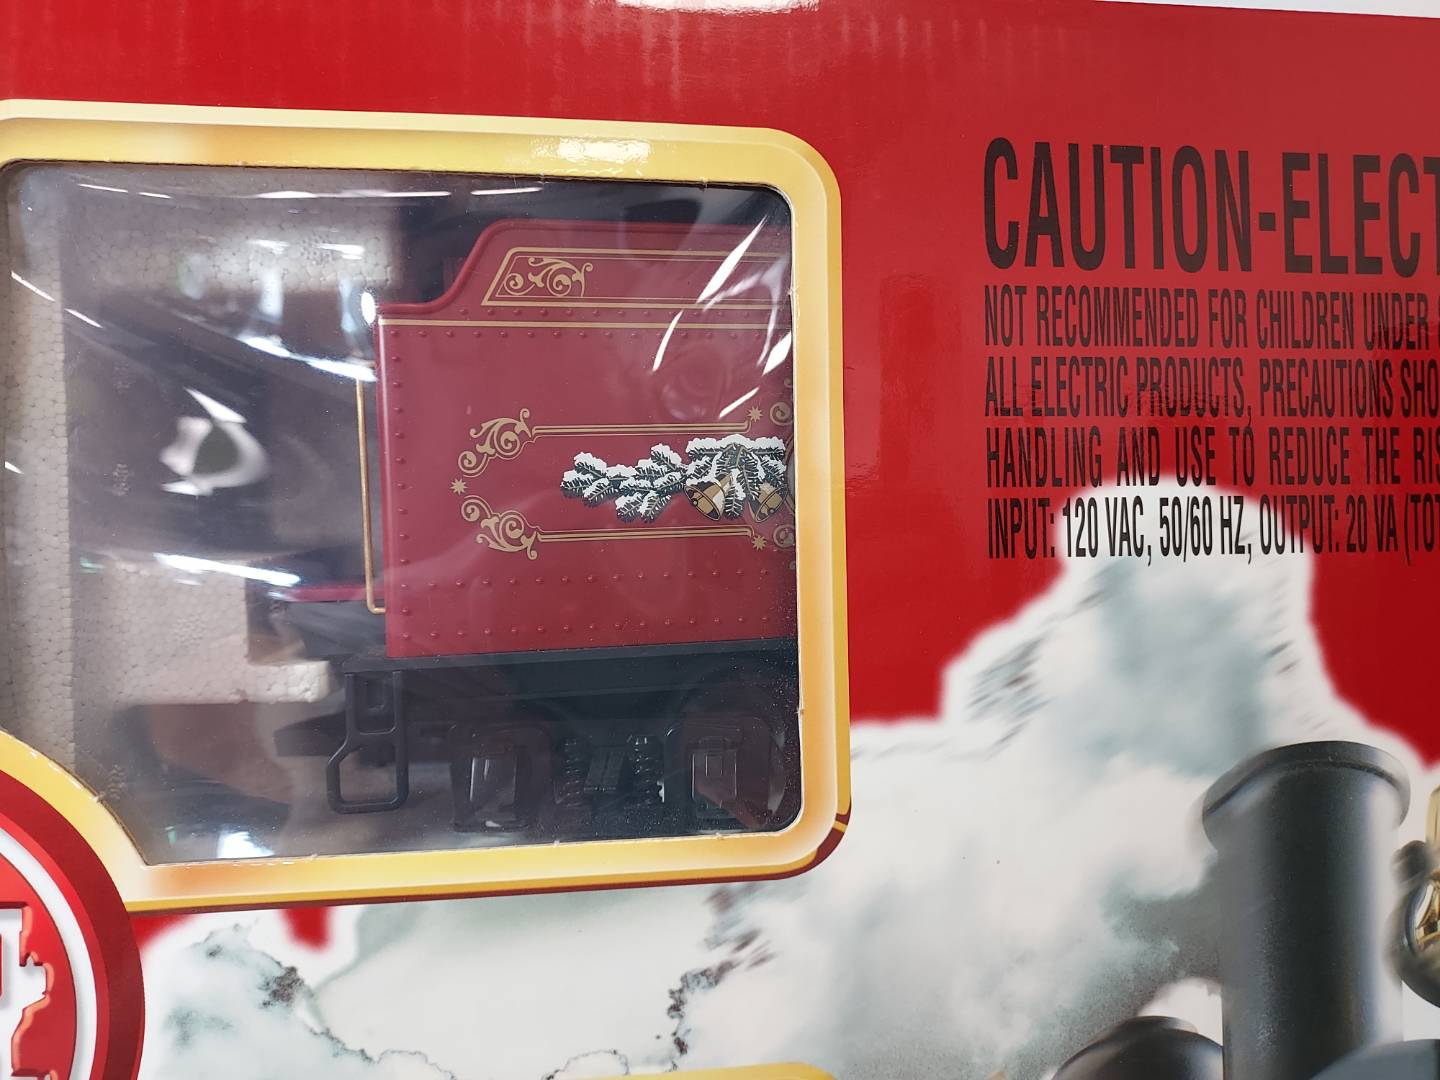 CAUTION-ELECT
NOT RECOMMENDED FOR CHILDREN UNDER
ALL ELECTRIC PRODUCTS, PRECAUTIONS SHO
HANDLING AND USE TO REDUCE THE RIS
INPUT: 120 VAC, 50/60 HZ, OUTPUT: 20 VA (TOT